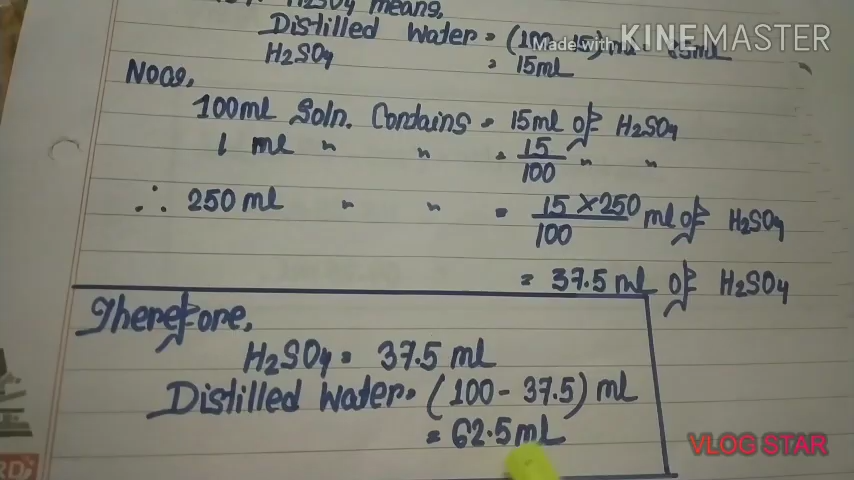 H2SO4 means,
Distilled Water = (100 - 15) ml = 85ml
Made with KINEMASTER
H2SO4 = 15ml
Now,
100ml Soln. Contains = 15ml of H2SO4
1 ml " " = 15/100 " "
∴ 250 ml " " = 15 × 250/100 ml of H2SO4
= 37.5 ml of H2SO4
Therefore,
H2SO4 = 37.5 ml
Distilled Water = (100 - 37.5) ml
= 62.5 ml
VLOG STAR